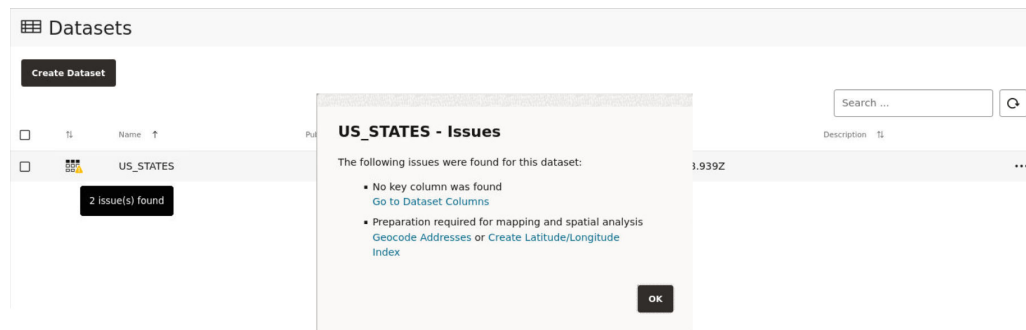 Datasets
Create Dataset
Search ...
Name
Description
US_STATES
3.939Z
2 issue(s) found
US_STATES - Issues
The following issues were found for this dataset:
No key column was found
Go to Dataset Columns
Preparation required for mapping and spatial analysis
Geocode Addresses or Create Latitude/Longitude
Index
OK